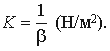 K = 1/β (Н/м²).